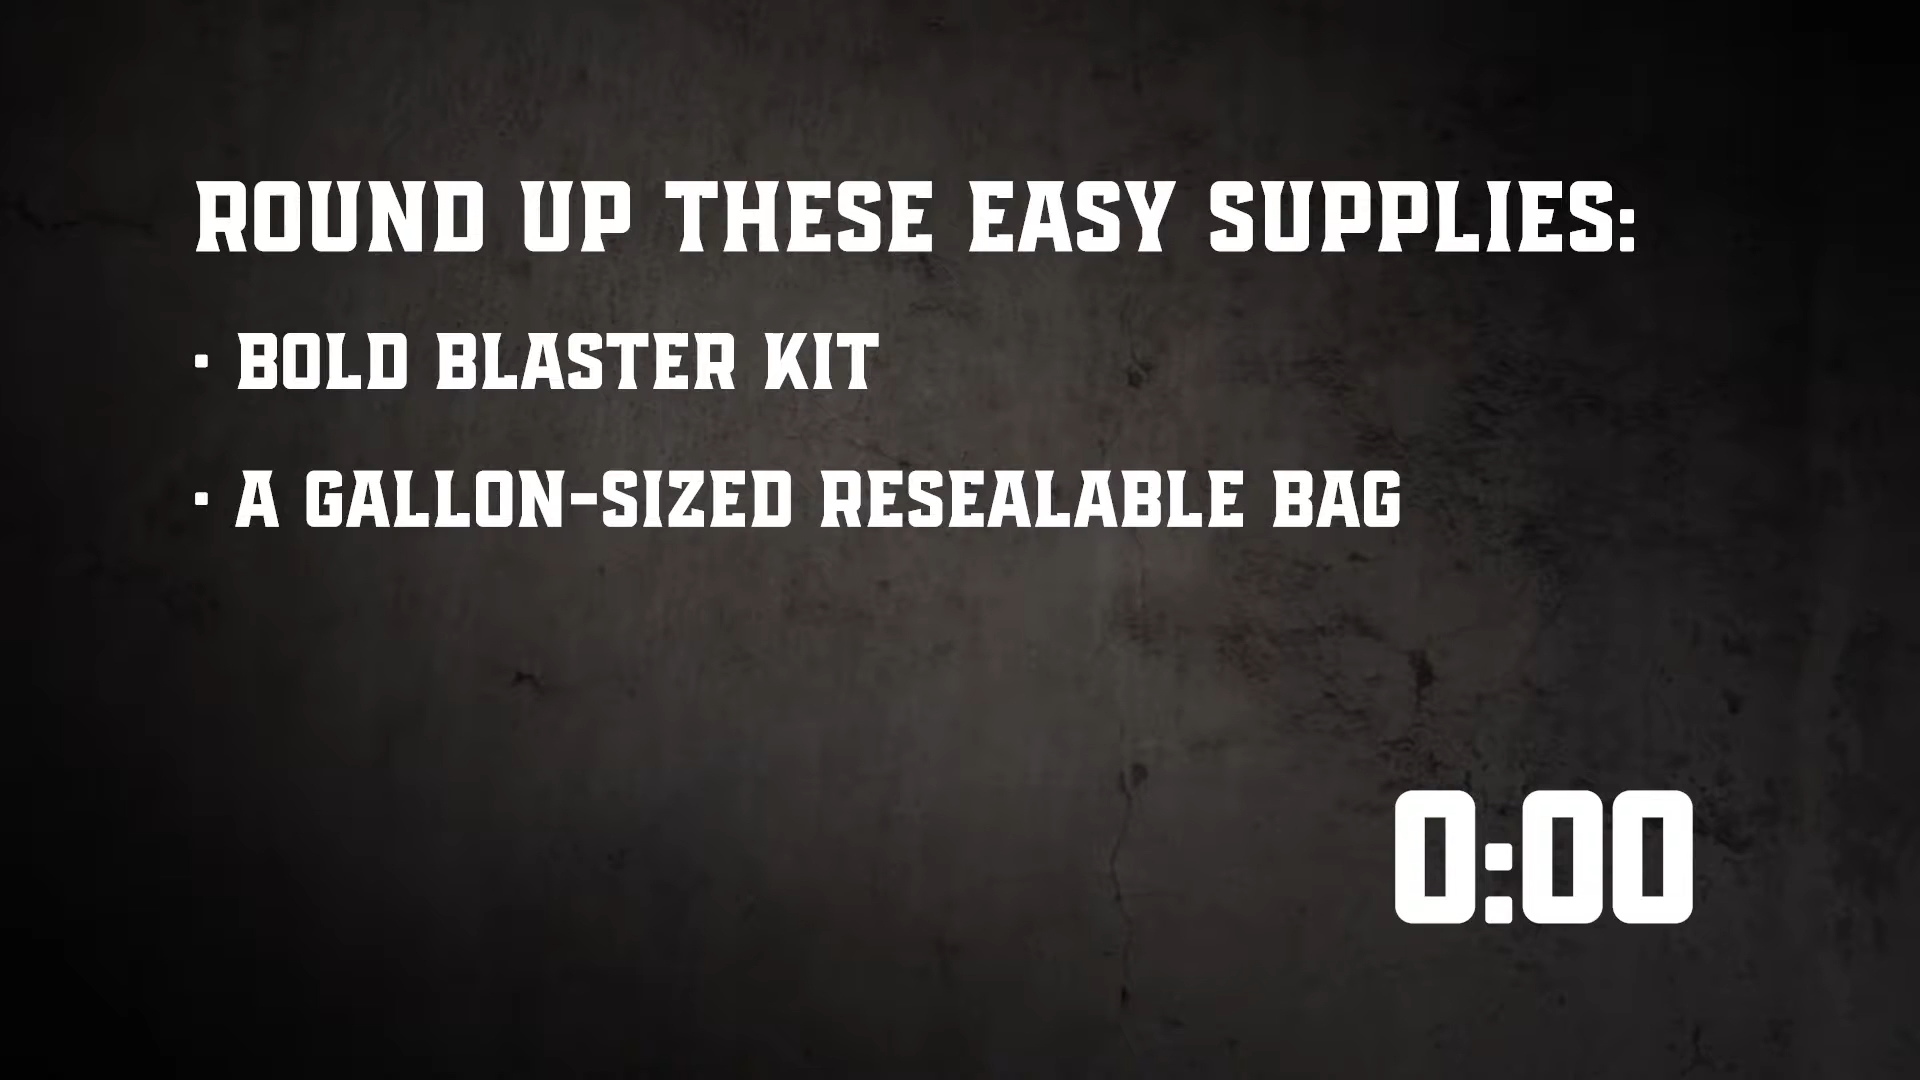 ROUND UP THESE EASY SUPPLIES:
· BOLD BLASTER KIT
· A GALLON-SIZED RESEALABLE BAG
0:00